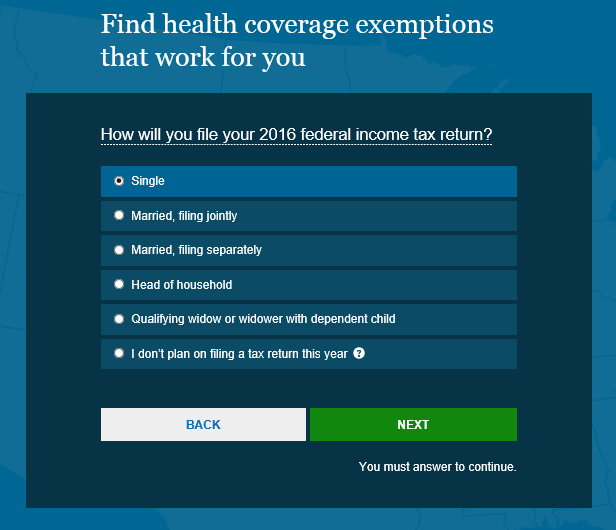 Find health coverage exemptions
that work for you
How will you file your 2016 federal income tax return?
Single
Married, filing jointly
Married, filing separately
Head of household
Qualifying widow or widower with dependent child
I don't plan on filing a tax return this year ?
BACK NEXT
You must answer to continue.